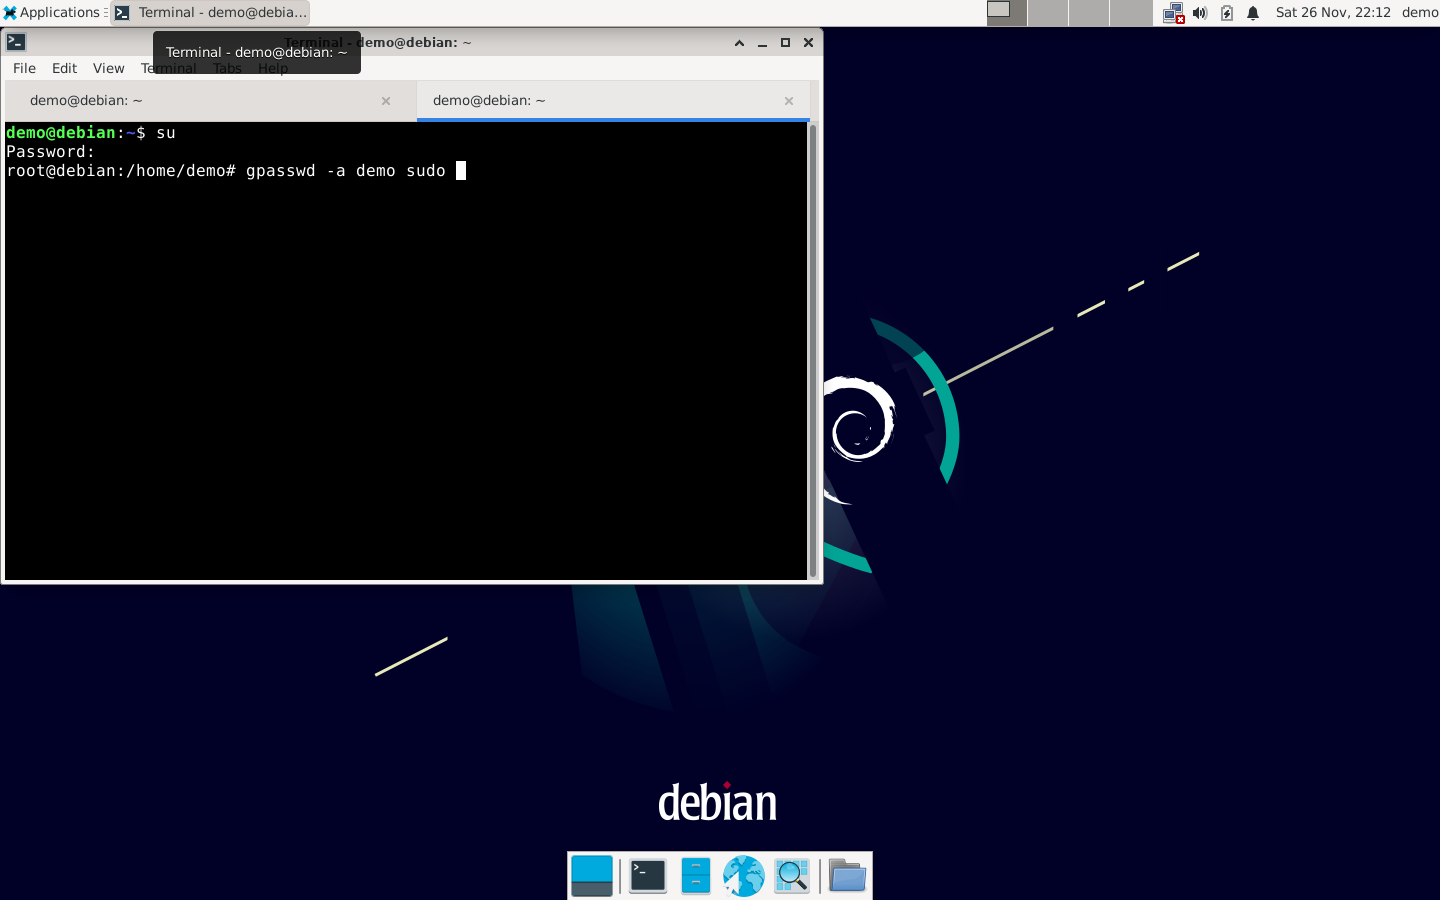 Applications
Terminal - demo@debia...
Sat 26 Nov, 22:12
demo
Terminal - demo@debian: ~
Terminal - demo@debian: ~
File Edit View Terminal Tabs Help
demo@debian: ~
demo@debian: ~
demo@debian:~$ su
Password:
root@debian:/home/demo# gpasswd -a demo sudo
debian